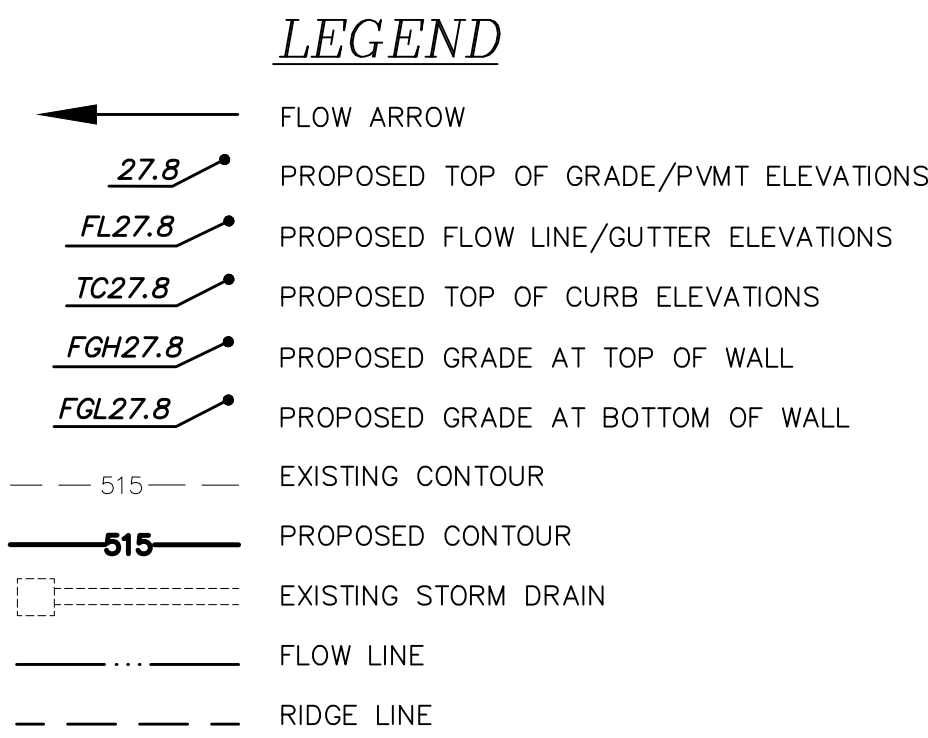 LEGEND
FLOW ARROW
27.8 PROPOSED TOP OF GRADE/PVMT ELEVATIONS
FL27.8 PROPOSED FLOW LINE/GUTTER ELEVATIONS
TC27.8 PROPOSED TOP OF CURB ELEVATIONS
FGH27.8 PROPOSED GRADE AT TOP OF WALL
FGL27.8 PROPOSED GRADE AT BOTTOM OF WALL
515 EXISTING CONTOUR
515 PROPOSED CONTOUR
EXISTING STORM DRAIN
FLOW LINE
RIDGE LINE